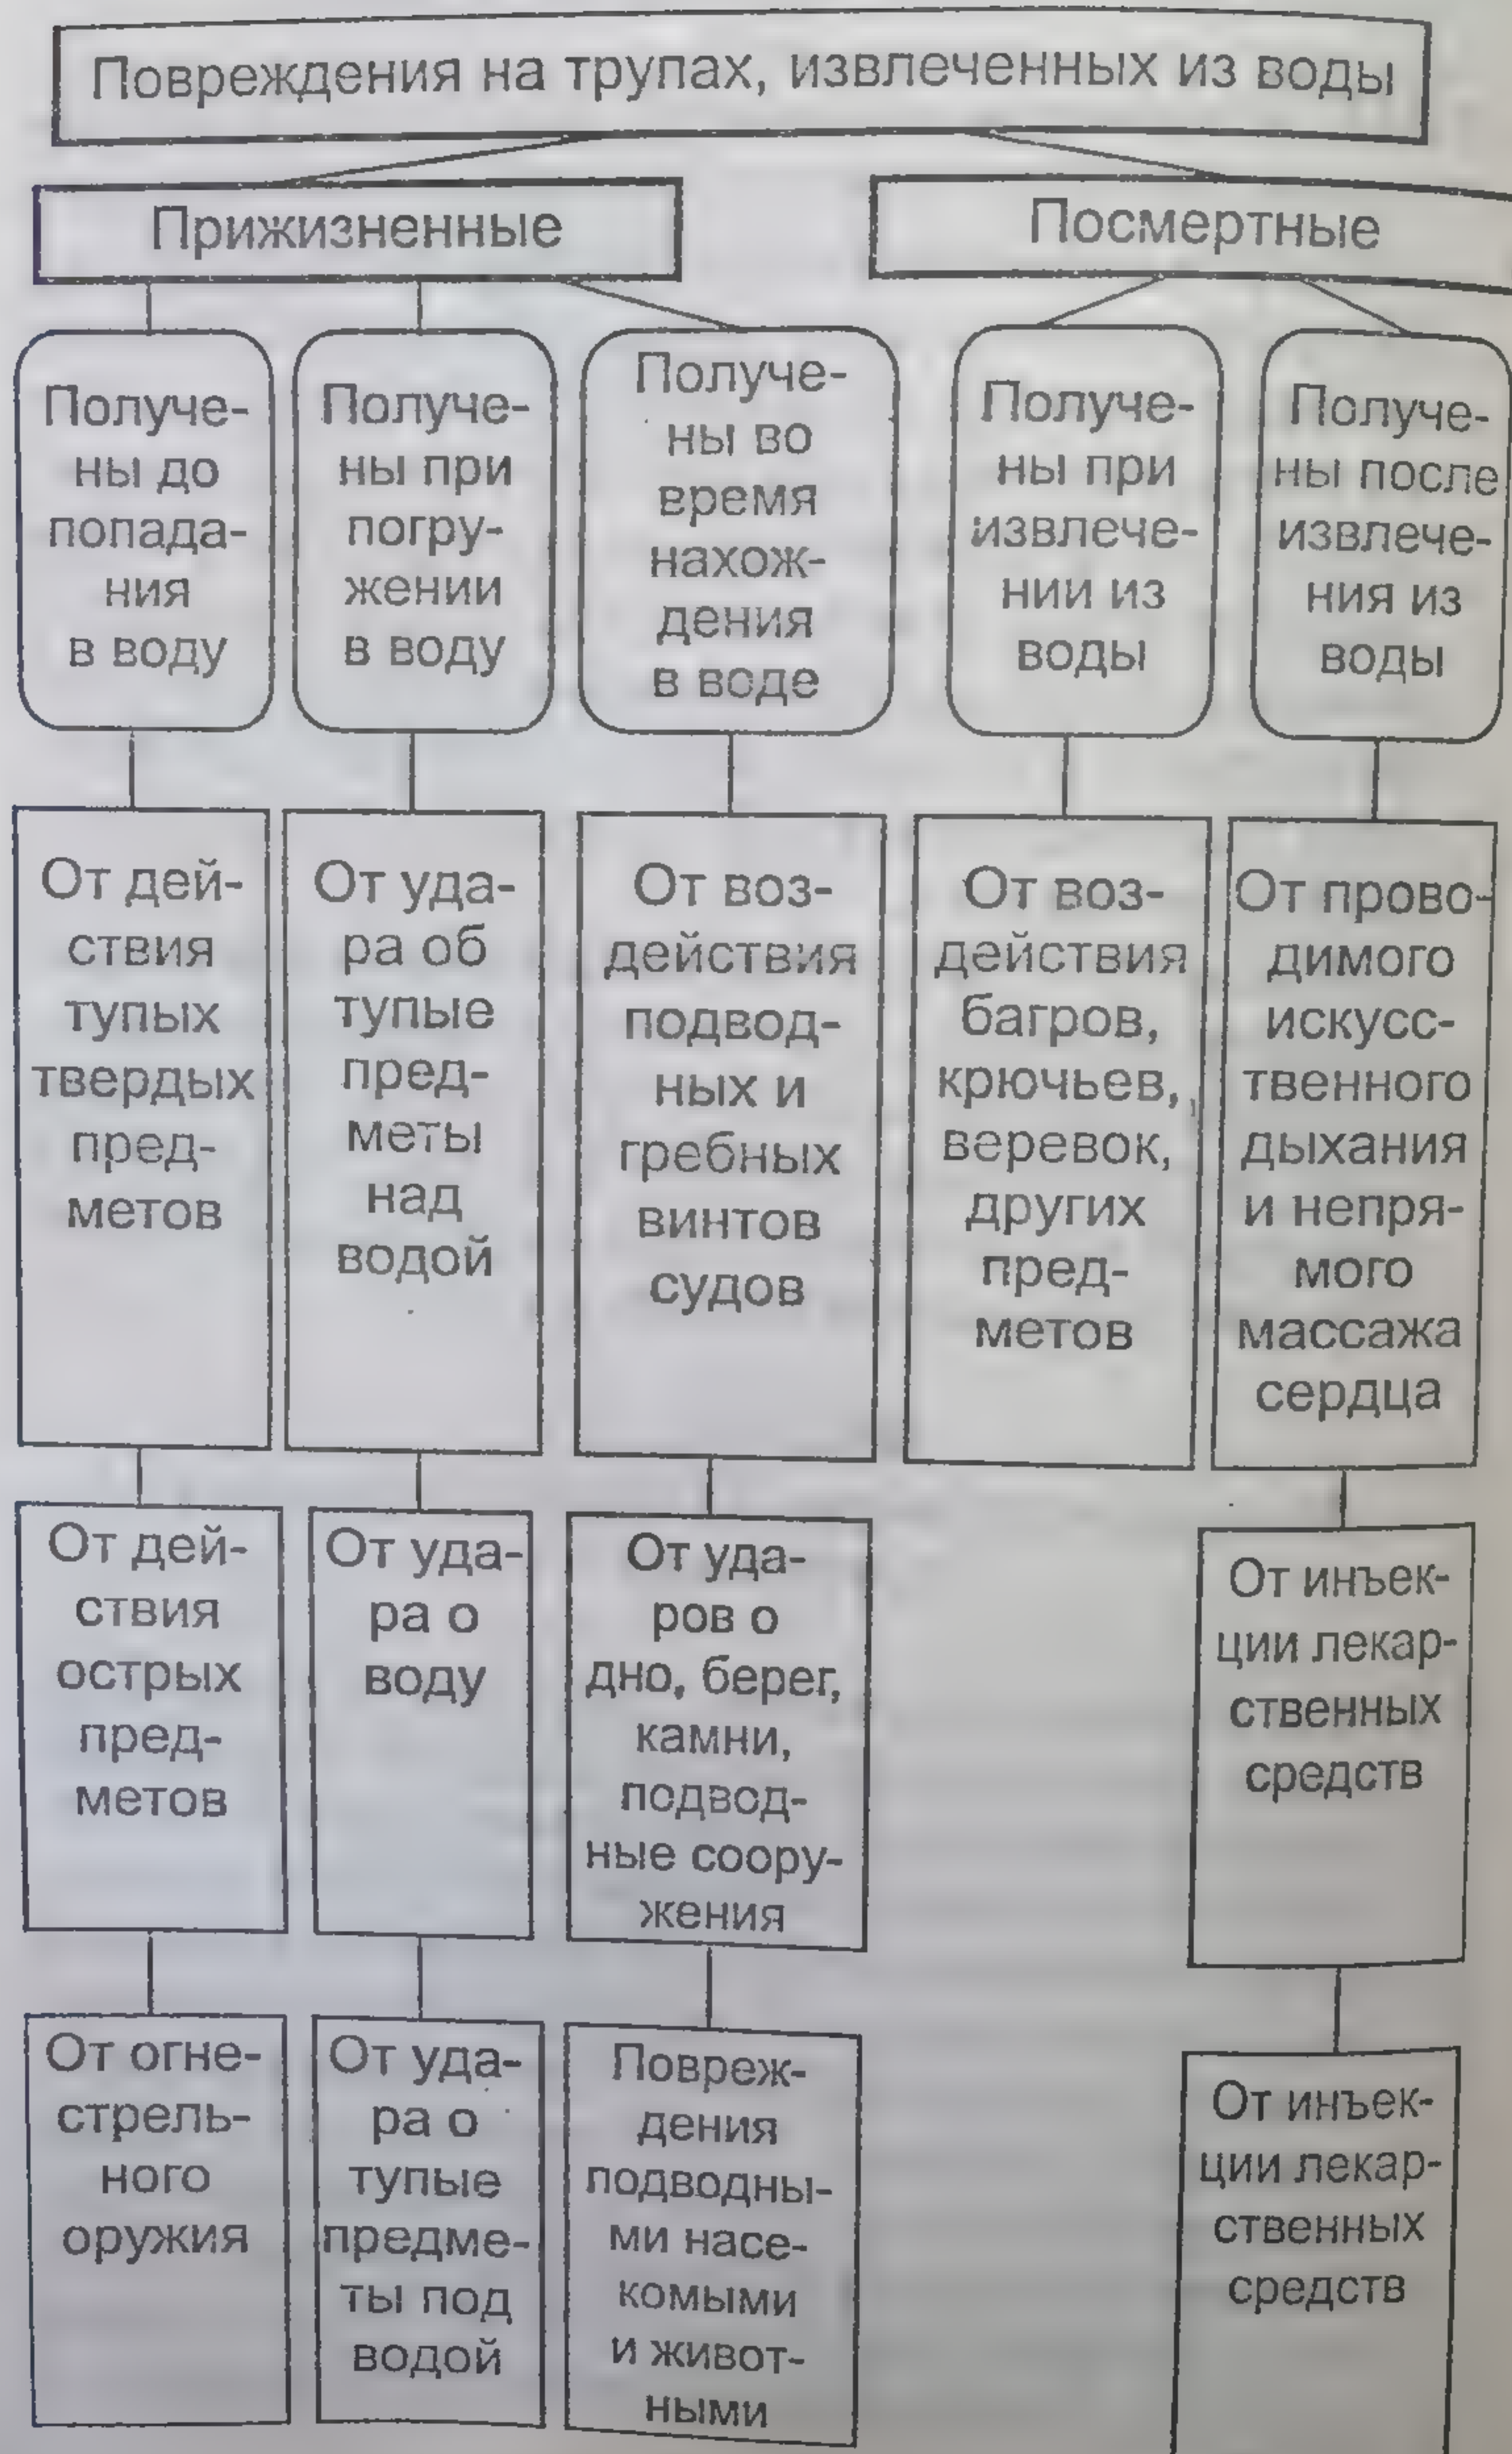 Повреждения на трупах, извлеченных из воды
Прижизненные
Посмертные
Получе-
ны до
попада-
ния
в воду
Получе-
ны при
погру-
жении
в воду
Получе-
ны во
время
нахож-
дения
в воде
Получе-
ны при
извлече-
нии из
воды
Получе-
ны после
извлече-
ния из
воды
От дей-
ствия
тупых
твердых
пред-
метов
От уда-
ра об
тупые
пред-
меты
над
водой
От воз-
действия
подвод-
ных и
гребных
винтов
судов
От воз-
действия
багров,
крючьев,
веревок,
других
пред-
метов
От прово-
димого
искусс-
твенного
дыхания
и непря-
мого
массажа
сердца
От дей-
ствия
острых
пред-
метов
От уда-
ра о
воду
От уда-
ров о
дно, берег,
камни,
подвод-
ные соору-
жения
От инъек-
ции лекар-
ственных
средств
От огне-
стрель-
ного
оружия
От уда-
ра о
тупые
предме-
ты под
водой
Повреж-
дения
подводны-
ми насе-
комыми
и живот-
ными
От инъек-
ции лекар-
ственных
средств